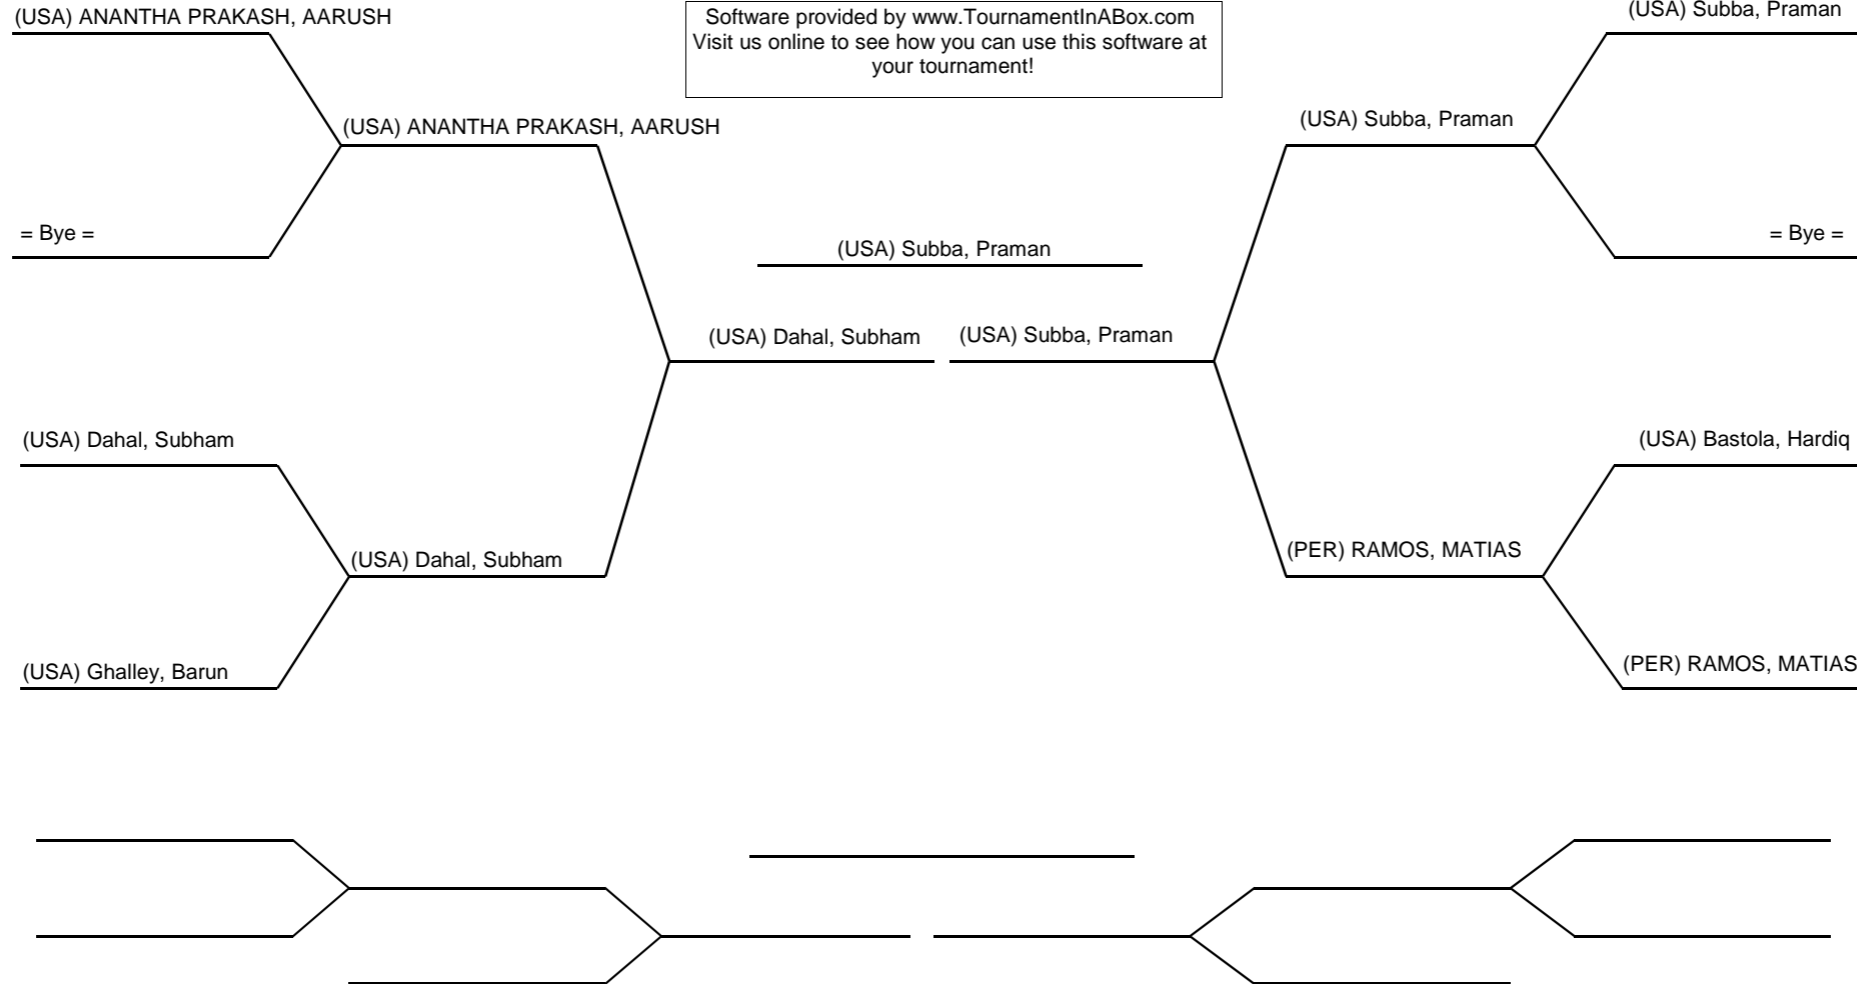 (USA) ANANTHA PRAKASH, AARUSH
Software provided by www.TournamentInABox.com
Visit us online to see how you can use this software at
your tournament!
(USA) Subba, Praman
(USA) ANANTHA PRAKASH, AARUSH
(USA) Subba, Praman
= Bye =
(USA) Subba, Praman
= Bye =
(USA) Dahal, Subham
(USA) Subba, Praman
(USA) Dahal, Subham
(USA) Bastola, Hardiq
(USA) Dahal, Subham
(PER) RAMOS, MATIAS
(USA) Ghalley, Barun
(PER) RAMOS, MATIAS